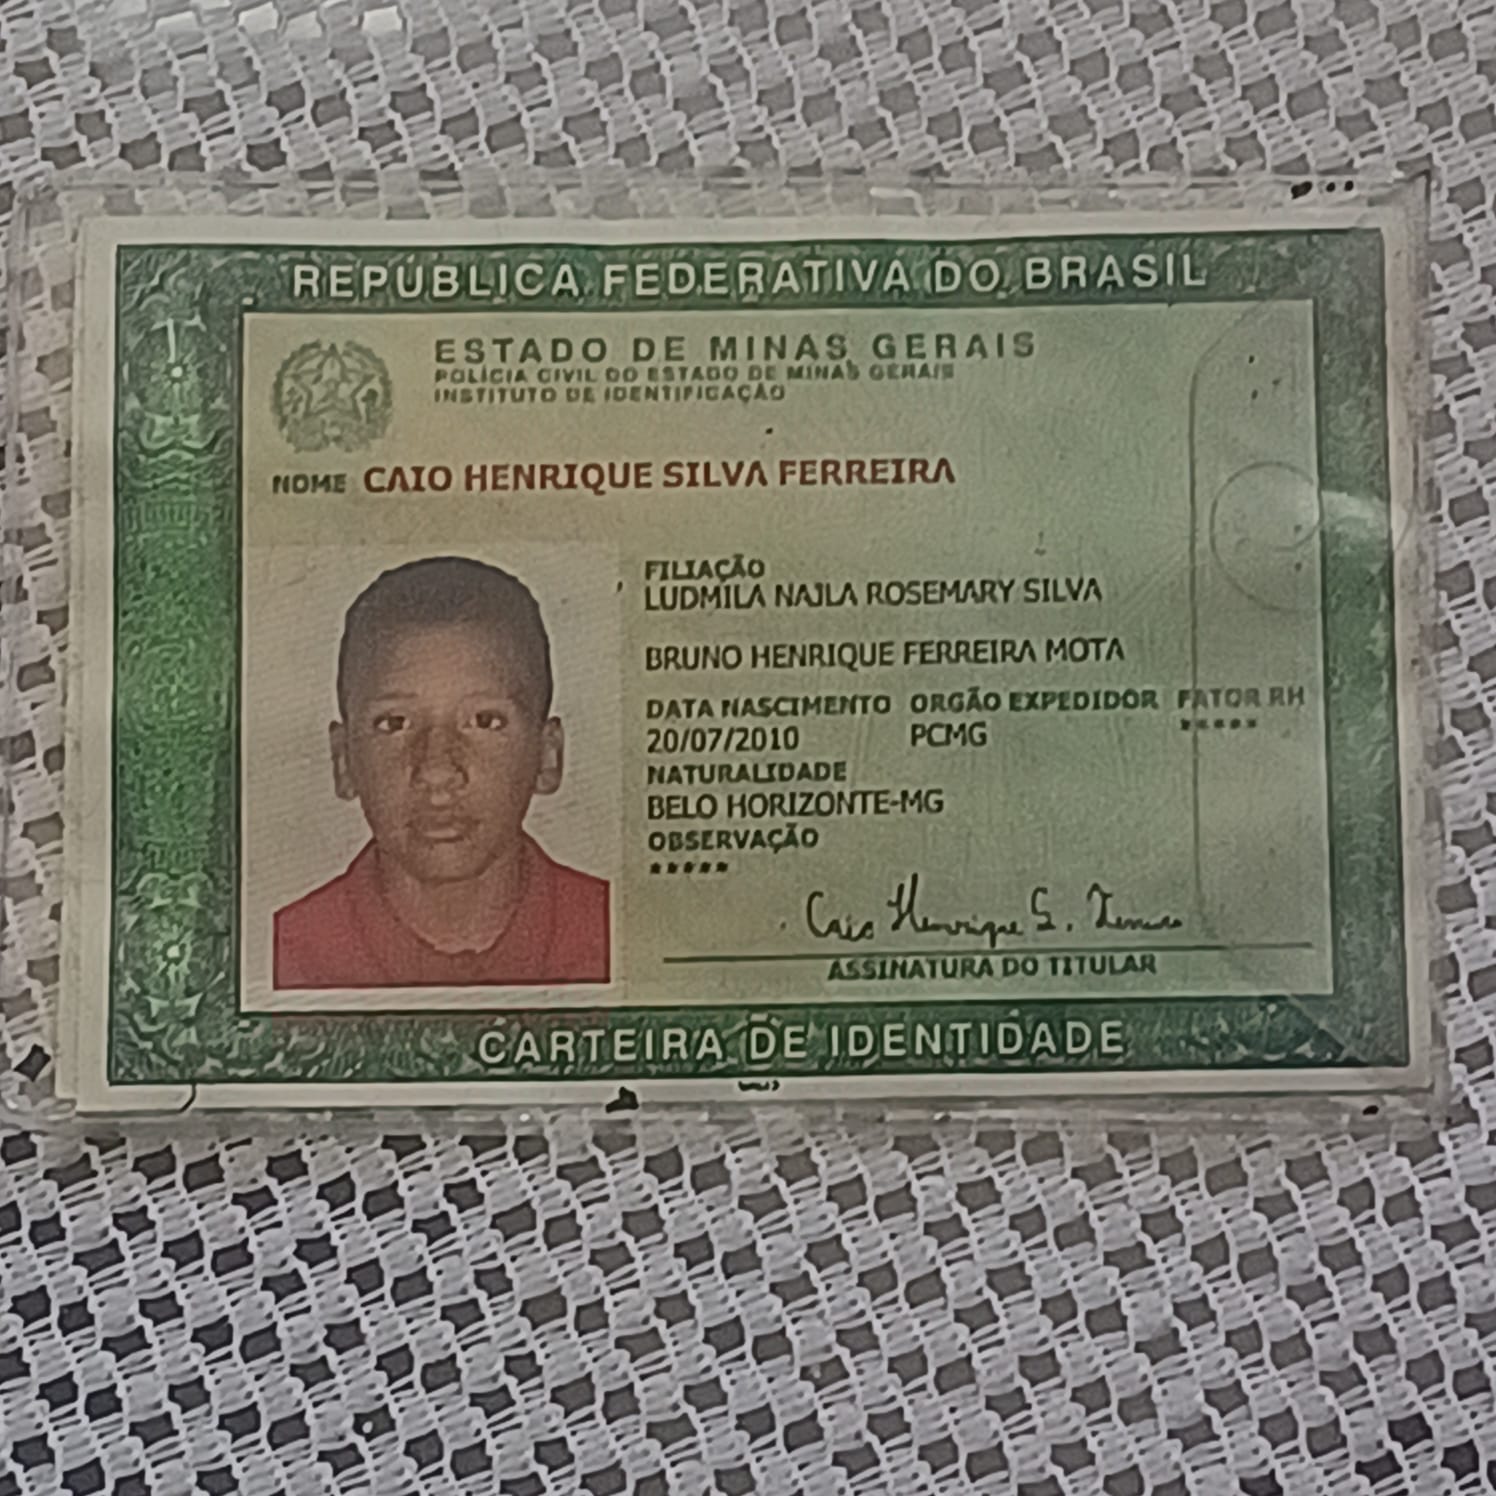 REPÚBLICA FEDERATIVA DO BRASIL
ESTADO DE MINAS GERAIS
POLÍCIA CIVIL DO ESTADO DE MINAS GERAIS
INSTITUTO DE IDENTIFICAÇÃO
NOME CAIO HENRIQUE SILVA FERREIRA
FILIAÇÃO
LUDMILA NAJLA ROSEMARY SILVA
BRUNO HENRIQUE FERREIRA MOTA
DATA NASCIMENTO ORGÃO EXPEDIDOR FATOR RH
20/07/2010 PCMG *****
NATURALIDADE
BELO HORIZONTE-MG
OBSERVAÇÃO
*****
Caio Henrique S.
ASSINATURA DO TITULAR
CARTEIRA DE IDENTIDADE